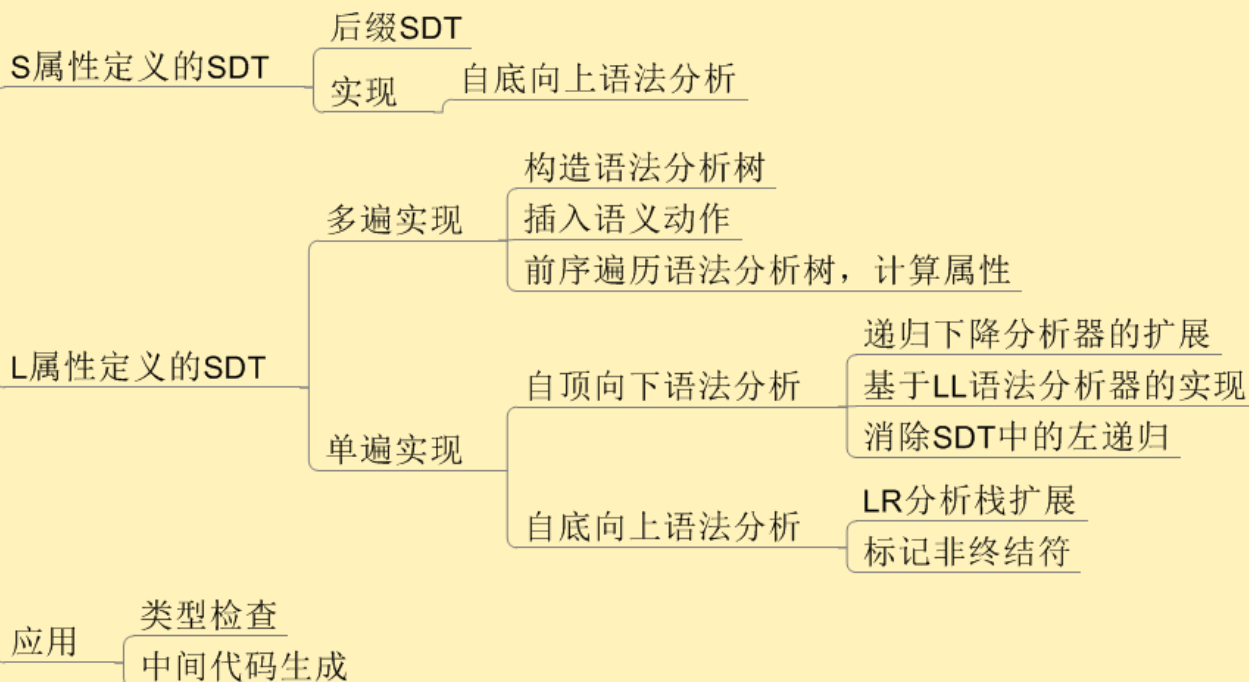 S属性定义的SDT
后缀SDT
实现
自底向上语法分析
L属性定义的SDT
多遍实现
构造语法分析树
插入语义动作
前序遍历语法分析树，计算属性
单遍实现
自顶向下语法分析
递归下降分析器的扩展
基于LL语法分析器的实现
消除SDT中的左递归
自底向上语法分析
LR分析栈扩展
标记非终结符
应用
类型检查
中间代码生成